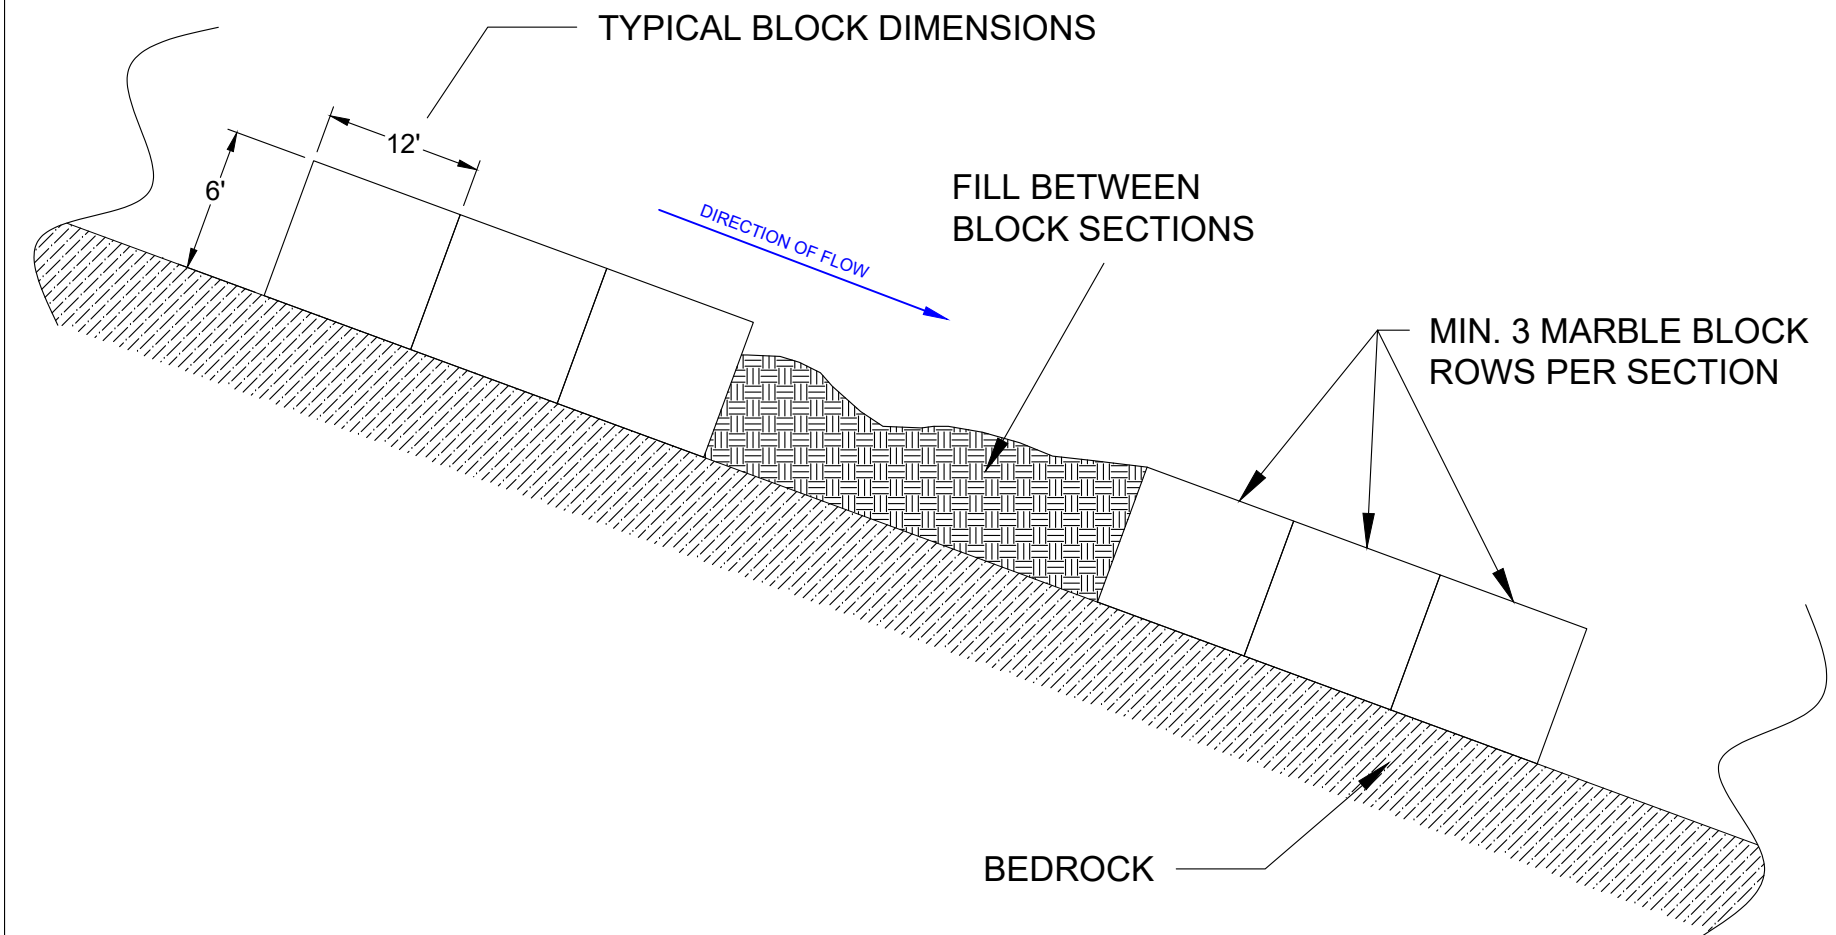 TYPICAL BLOCK DIMENSIONS
12'
6'
DIRECTION OF FLOW
FILL BETWEEN
BLOCK SECTIONS
MIN. 3 MARBLE BLOCK
ROWS PER SECTION
BEDROCK